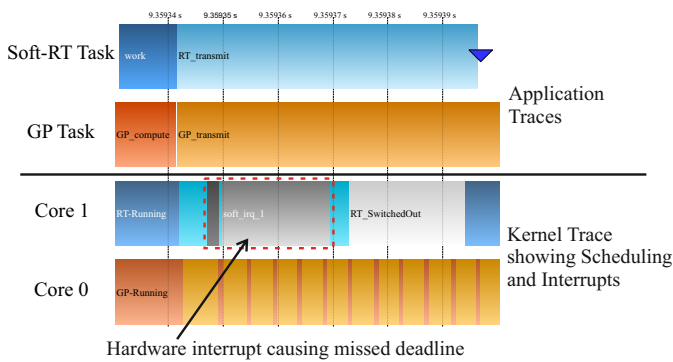 9.35934 s 9.35935 s 9.35936 s 9.35937 s 9.35938 s 9.35939 s
Soft-RT Task
work
RT_transmit
GP Task
GP_compute
GP_transmit
Application
Traces
Core 1
RT-Running
soft_irq_1
RT_SwitchedOut
Core 0
GP-Running
Kernel Trace
showing Scheduling
and Interrupts
Hardware interrupt causing missed deadline